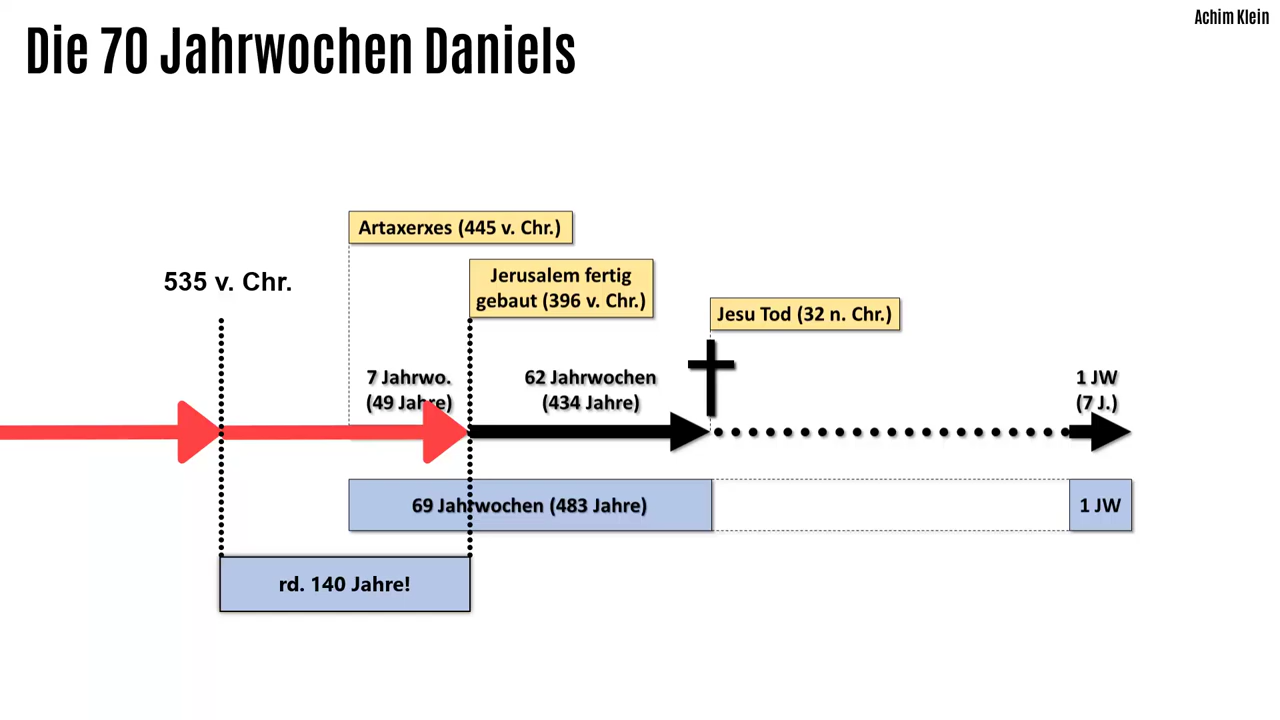 Achim Klein
Die 70 Jahrwochen Daniels
Artaxerxes (445 v. Chr.)
535 v. Chr.
Jerusalem fertig
gebaut (396 v. Chr.)
Jesu Tod (32 n. Chr.)
7 Jahrwo.
(49 Jahre)
62 Jahrwochen
(434 Jahre)
1 JW
(7 J.)
69 Jahrwochen (483 Jahre)
1 JW
rd. 140 Jahre!